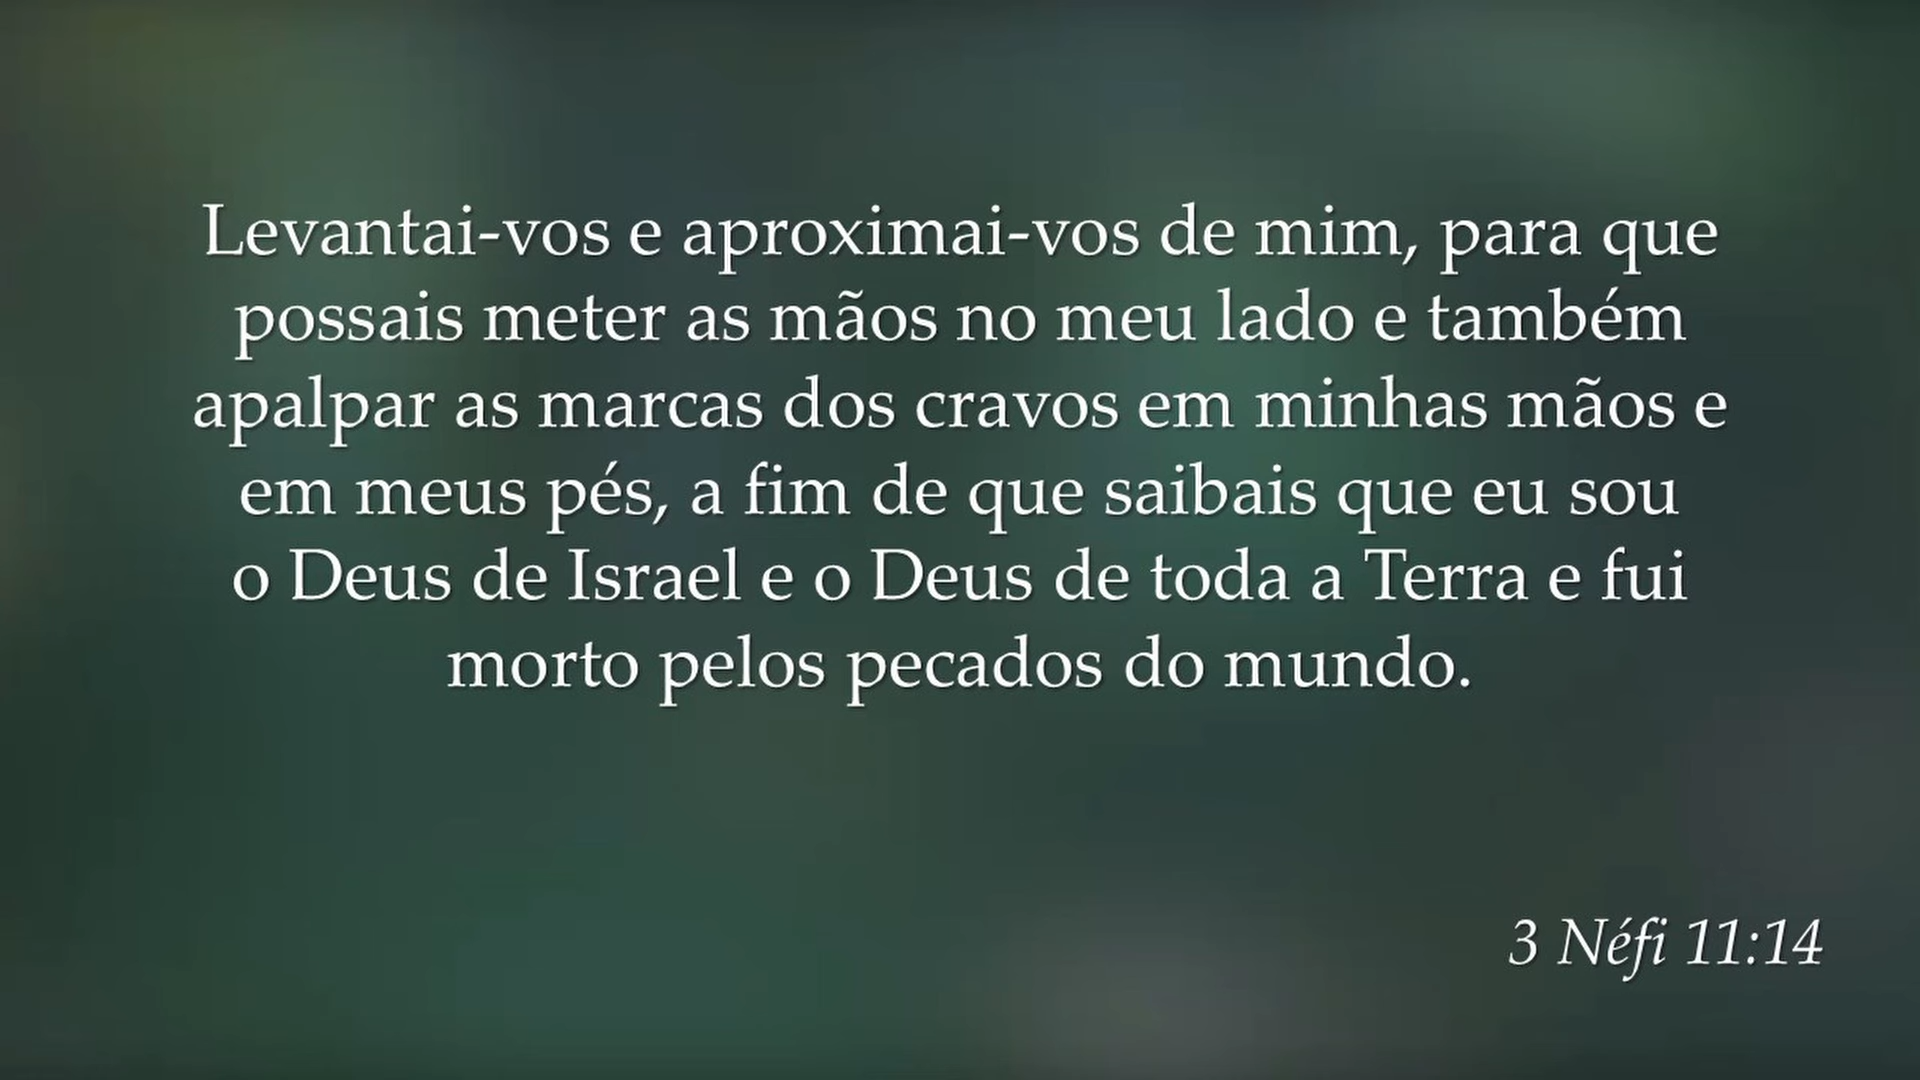 Levantai-vos e aproximai-vos de mim, para que
possais meter as mãos no meu lado e também
apalpar as marcas dos cravos em minhas mãos e
em meus pés, a fim de que saibais que eu sou
o Deus de Israel e o Deus de toda a Terra e fui
morto pelos pecados do mundo.
3 Néfi 11:14